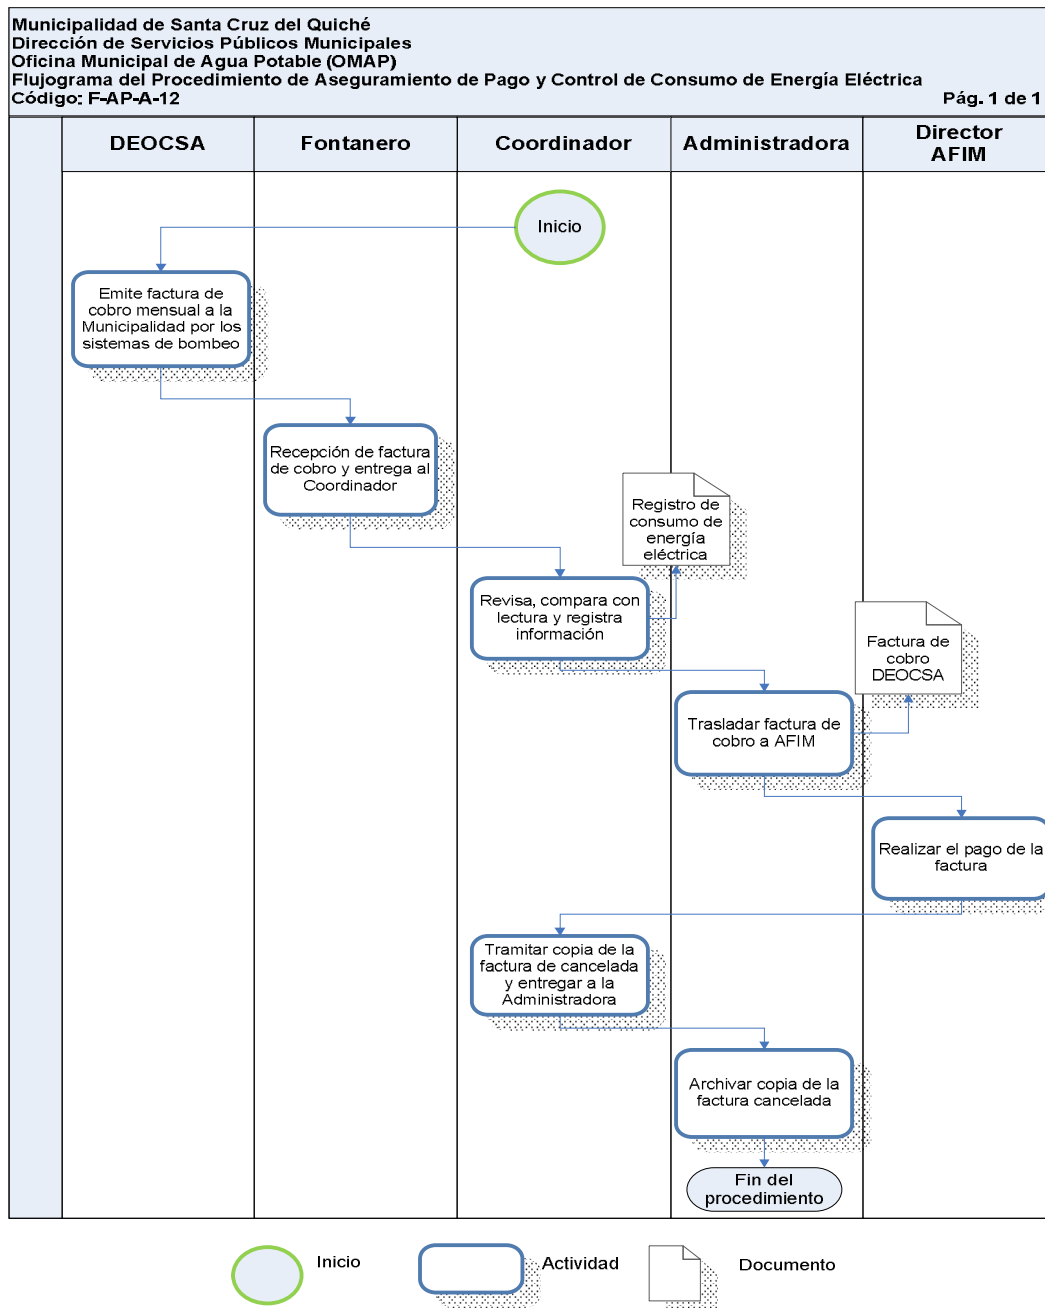 Municipalidad de Santa Cruz del Quiché
Dirección de Servicios Públicos Municipales
Oficina Municipal de Agua Potable (OMAP)
Flujograma del Procedimiento de Aseguramiento de Pago y Control de Consumo de Energía Eléctrica
Código: F-AP-A-12
Pág. 1 de 1
DEOCSA
Fontanero
Coordinador
Administradora
Director
AFIM
Inicio
Emite factura de
cobro mensual a la
Municipalidad por los
sistemas de bombeo
Recepción de factura
de cobro y entrega al
Coordinador
Registro de
consumo de
energía
eléctrica
Revisa, compara con
lectura y registra
información
Factura de
cobro
DEOCSA
Trasladar factura de
cobro a AFIM
Realizar el pago de la
factura
Tramitar copia de la
factura de cancelada
y entregar a la
Administradora
Archivar copia de la
factura cancelada
Fin del
procedimiento
Inicio
Actividad
Documento